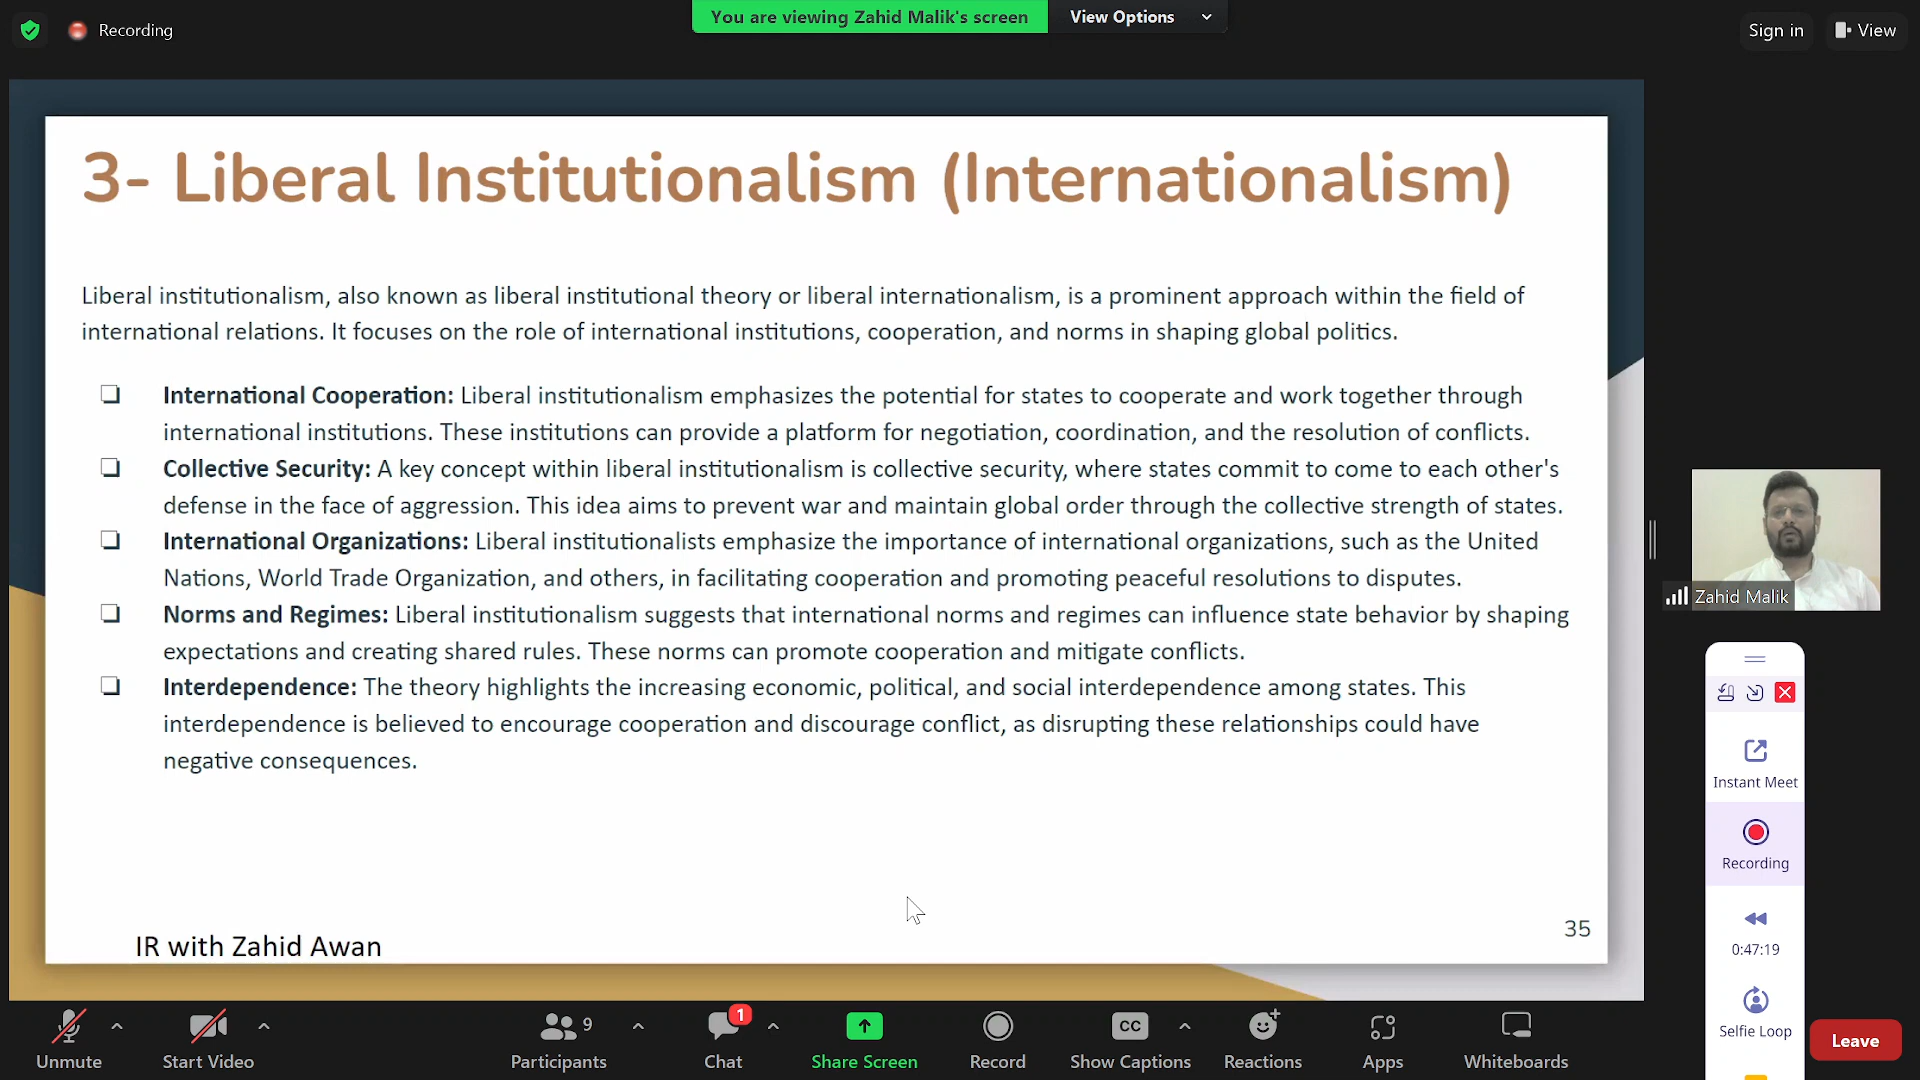 Recording
You are viewing Zahid Malik's screen
View Options
Sign in
View
3- Liberal Institutionalism (Internationalism)
Liberal institutionalism, also known as liberal institutional theory or liberal internationalism, is a prominent approach within the field of
international relations. It focuses on the role of international institutions, cooperation, and norms in shaping global politics.
❏ International Cooperation: Liberal institutionalism emphasizes the potential for states to cooperate and work together through
international institutions. These institutions can provide a platform for negotiation, coordination, and the resolution of conflicts.
❏ Collective Security: A key concept within liberal institutionalism is collective security, where states commit to come to each other's
defense in the face of aggression. This idea aims to prevent war and maintain global order through the collective strength of states.
❏ International Organizations: Liberal institutionalists emphasize the importance of international organizations, such as the United
Nations, World Trade Organization, and others, in facilitating cooperation and promoting peaceful resolutions to disputes.
❏ Norms and Regimes: Liberal institutionalism suggests that international norms and regimes can influence state behavior by shaping
expectations and creating shared rules. These norms can promote cooperation and mitigate conflicts.
❏ Interdependence: The theory highlights the increasing economic, political, and social interdependence among states. This
interdependence is believed to encourage cooperation and discourage conflict, as disrupting these relationships could have
negative consequences.
IR with Zahid Awan
35
Zahid Malik
Instant Meet
Recording
0:47:19
Selfie Loop
Unmute
Start Video
Participants
9
Chat
1
Share Screen
Record
CC
Show Captions
Reactions
Apps
Whiteboards
Leave